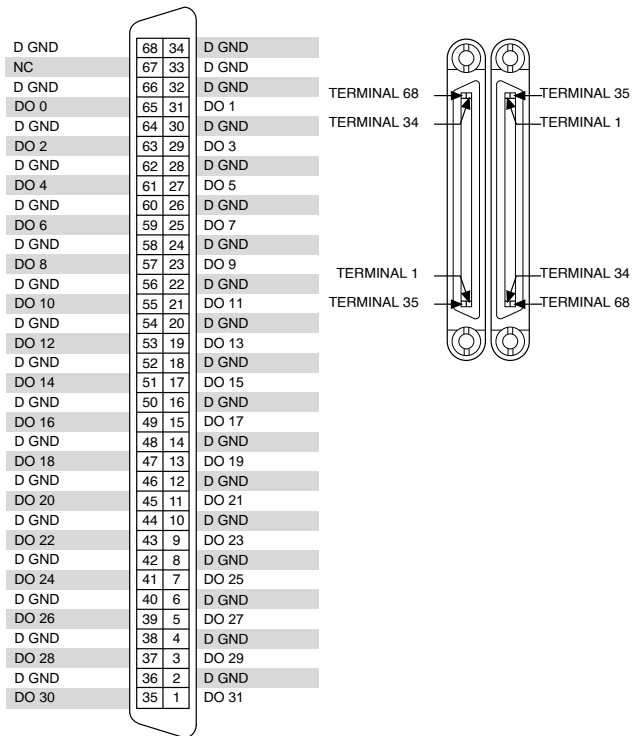 D GND 68 34 D GND
NC 67 33 D GND
D GND 66 32 D GND
DO 0 65 31 DO 1
D GND 64 30 D GND
DO 2 63 29 DO 3
D GND 62 28 D GND
DO 4 61 27 DO 5
D GND 60 26 D GND
DO 6 59 25 DO 7
D GND 58 24 D GND
DO 8 57 23 DO 9
D GND 56 22 D GND
DO 10 55 21 DO 11
D GND 54 20 D GND
DO 12 53 19 DO 13
D GND 52 18 D GND
DO 14 51 17 DO 15
D GND 50 16 D GND
DO 16 49 15 DO 17
D GND 48 14 D GND
DO 18 47 13 DO 19
D GND 46 12 D GND
DO 20 45 11 DO 21
D GND 44 10 D GND
DO 22 43 9 DO 23
D GND 42 8 D GND
DO 24 41 7 DO 25
D GND 40 6 D GND
DO 26 39 5 DO 27
D GND 38 4 D GND
DO 28 37 3 DO 29
D GND 36 2 D GND
DO 30 35 1 DO 31
TERMINAL 68 TERMINAL 35
TERMINAL 34 TERMINAL 1
TERMINAL 1 TERMINAL 34
TERMINAL 35 TERMINAL 68